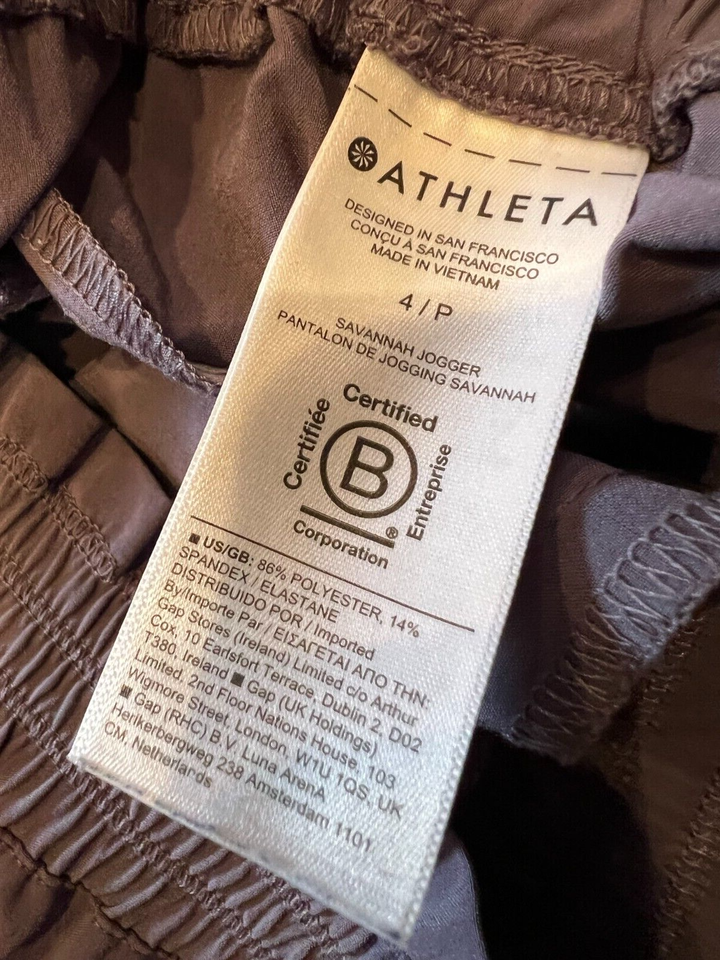 ATHLETA
DESIGNED IN SAN FRANCISCO
CONÇU À SAN FRANCISCO
MADE IN VIETNAM
4 / P
SAVANNAH JOGGER
PANTALON DE JOGGING SAVANNAH
Certified
Certifiée
B
Entreprise
®
Corporation
■ US/GB: 86% POLYESTER, 14%
SPANDEX / ELASTANE
DISTRIBUIDO POR / Imported
By/Importe Par / ΕΙΣΑΓΕΤΑΙ ΑΠΟ ΤΗΝ:
Gap Stores (Ireland) Limited c/o Arthur
Cox, 10 Earlsfort Terrace, Dublin 2, D02
T380, Ireland ■ Gap (UK Holdings)
Limited, 2nd Floor Nations House, 103
Wigmore Street, London, W1U 1QS, UK
■ Gap (RHC) B.V. Luna ArenA
Herikerbergweg 238 Amsterdam 1101
CM, Netherlands